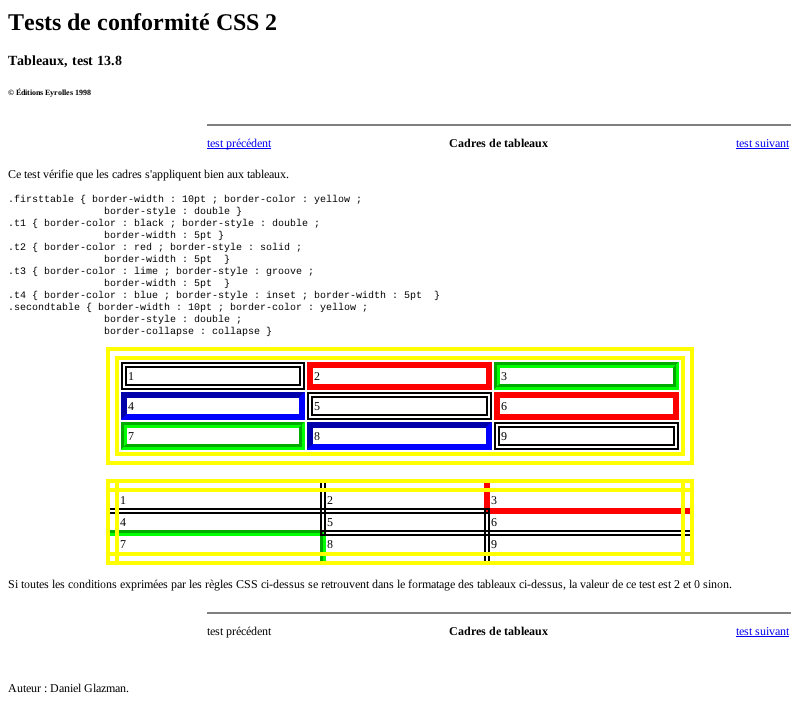 Tests de conformité CSS 2
Tableaux, test 13.8
© Éditions Eyrolles 1998
test précédent Cadres de tableaux test suivant
Ce test vérifie que les cadres s'appliquent bien aux tableaux.
.firsttable { border-width : 10pt ; border-color : yellow ;
border-style : double }
.t1 { border-color : black ; border-style : double ;
border-width : 5pt }
.t2 { border-color : red ; border-style : solid ;
border-width : 5pt  }
.t3 { border-color : lime ; border-style : groove ;
border-width : 5pt  }
.t4 { border-color : blue ; border-style : inset ; border-width : 5pt  }
.secondtable { border-width : 10pt ; border-color : yellow ;
border-style : double ;
border-collapse : collapse }
1 2 3
4 5 6
7 8 9
1 2 3
4 5 6
7 8 9
Si toutes les conditions exprimées par les règles CSS ci-dessus se retrouvent dans le formatage des tableaux ci-dessus, la valeur de ce test est 2 et 0 sinon.
test précédent Cadres de tableaux test suivant
Auteur : Daniel Glazman.